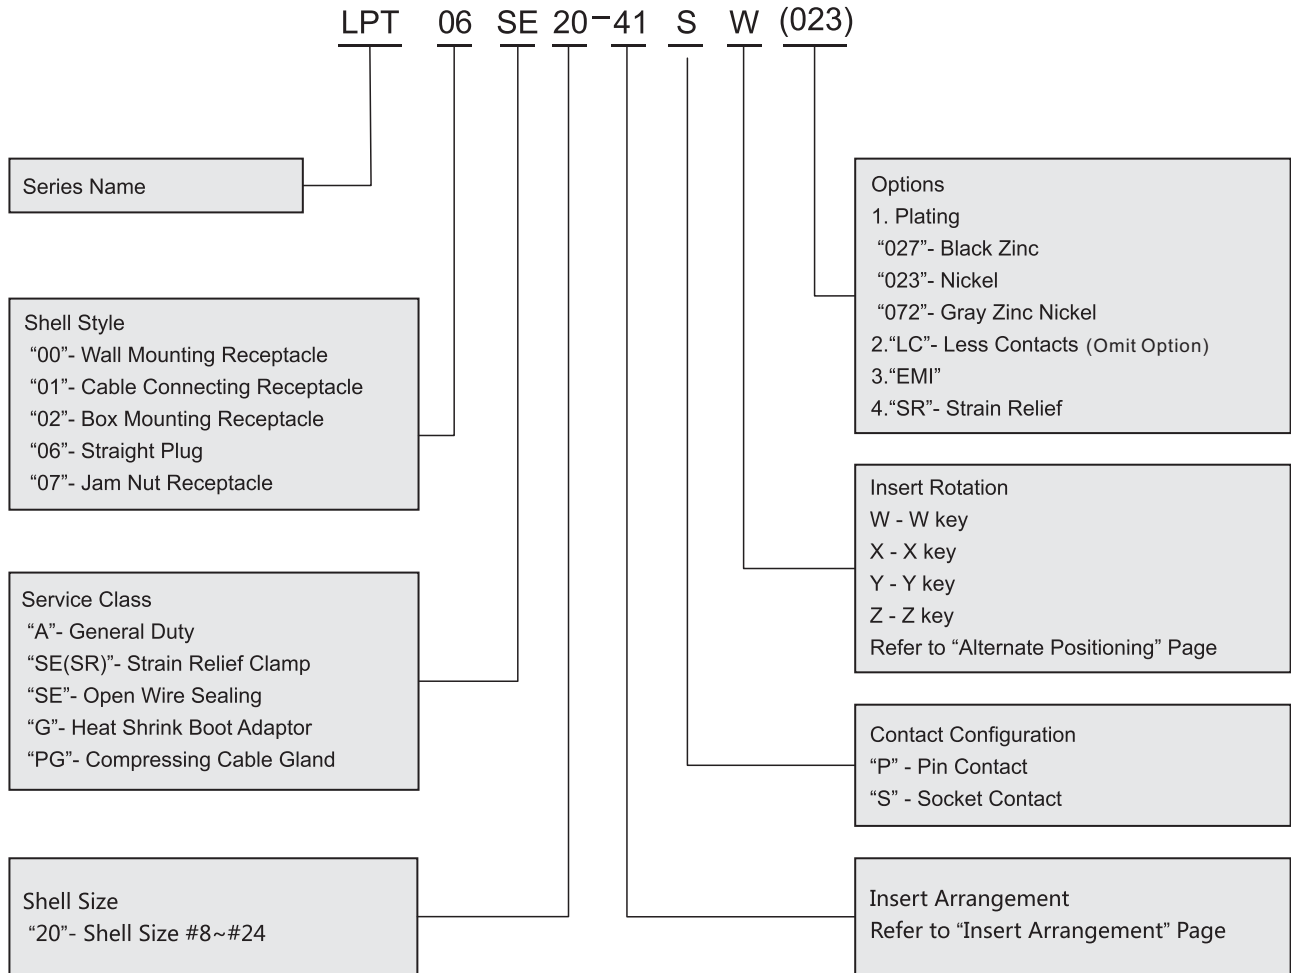 LPT 06 SE 20-41 S W (023)
Series Name
Shell Style
“00”- Wall Mounting Receptacle
“01”- Cable Connecting Receptacle
“02”- Box Mounting Receptacle
“06”- Straight Plug
“07”- Jam Nut Receptacle
Service Class
“A”- General Duty
“SE(SR)”- Strain Relief Clamp
“SE”- Open Wire Sealing
“G”- Heat Shrink Boot Adaptor
“PG”- Compressing Cable Gland
Shell Size
“20”- Shell Size #8~#24
Options
1. Plating
“027”- Black Zinc
“023”- Nickel
“072”- Gray Zinc Nickel
2.“LC”- Less Contacts (Omit Option)
3.“EMI”
4.“SR”- Strain Relief
Insert Rotation
W - W key
X - X key
Y - Y key
Z - Z key
Refer to “Alternate Positioning” Page
Contact Configuration
“P” - Pin Contact
“S” - Socket Contact
Insert Arrangement
Refer to “Insert Arrangement” Page